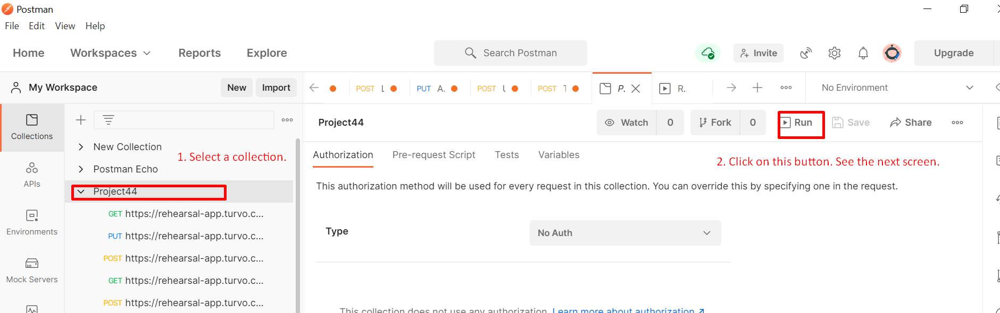 Postman
File Edit View Help
Home Workspaces Reports Explore Search Postman Invite Upgrade
My Workspace New Import POST PUT A. POST POST P. R.. No Environment
Project44 Watch 0 Fork 0 Run Save Share
Collections
New Collection
1. Select a collection.
Authorization Pre-request Script Tests Variables
2. Click on this button. See the next screen.
Postman Echo
APIs
This authorization method will be used for every request in this collection. You can override this by specifying one in the request.
Project44
GET https://rehearsal-app.turvo.c...
Environments
PUT https://rehearsal-app.turvo.c...
Type No Auth
POST https://rehearsal-app.turvo.c...
Mock Servers
GET https://rehearsal-app.turvo.c...
POST https://rehearsal-app.turvo.c...
This collection does not use any authorization. Learn more about authorization ↗